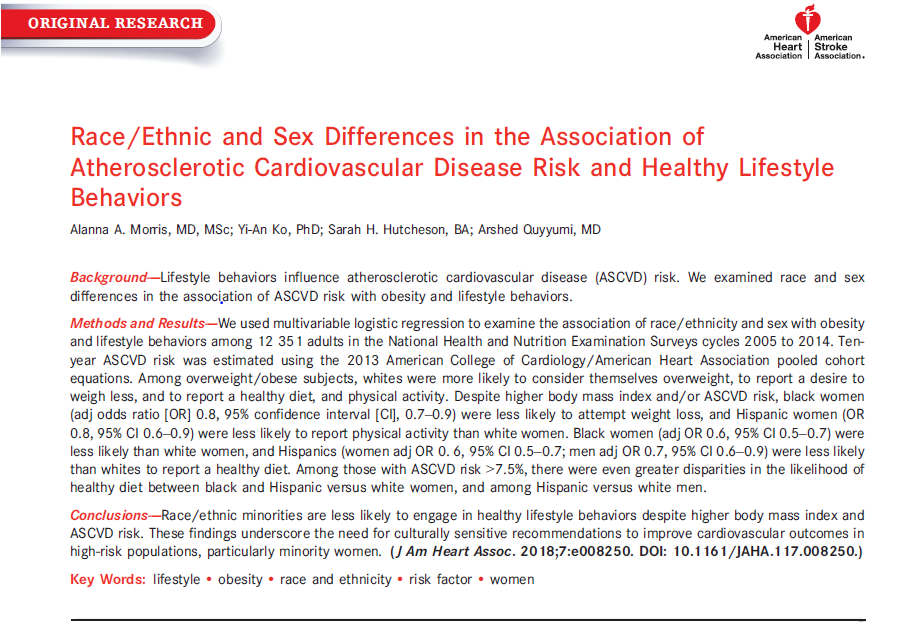 ORIGINAL RESEARCH
American Heart Association
American Stroke Association.
Race/Ethnic and Sex Differences in the Association of
Atherosclerotic Cardiovascular Disease Risk and Healthy Lifestyle
Behaviors
Alanna A. Morris, MD, MSc; Yi-An Ko, PhD; Sarah H. Hutcheson, BA; Arshed Quyyumi, MD
Background—Lifestyle behaviors influence atherosclerotic cardiovascular disease (ASCVD) risk. We examined race and sex
differences in the association of ASCVD risk with obesity and lifestyle behaviors.
Methods and Results—We used multivariable logistic regression to examine the association of race/ethnicity and sex with obesity
and lifestyle behaviors among 12 351 adults in the National Health and Nutrition Examination Surveys cycles 2005 to 2014. Ten-
year ASCVD risk was estimated using the 2013 American College of Cardiology/American Heart Association pooled cohort
equations. Among overweight/obese subjects, whites were more likely to consider themselves overweight, to report a desire to
weigh less, and to report a healthy diet, and physical activity. Despite higher body mass index and/or ASCVD risk, black women
(adj odds ratio [OR] 0.8, 95% confidence interval [CI], 0.7–0.9) were less likely to attempt weight loss, and Hispanic women (OR
0.8, 95% CI 0.6–0.9) were less likely to report physical activity than white women. Black women (adj OR 0.6, 95% CI 0.5–0.7) were
less likely than white women, and Hispanics (women adj OR 0. 6, 95% CI 0.5–0.7; men adj OR 0.7, 95% CI 0.6–0.9) were less likely
than whites to report a healthy diet. Among those with ASCVD risk >7.5%, there were even greater disparities in the likelihood of
healthy diet between black and Hispanic versus white women, and among Hispanic versus white men.
Conclusions—Race/ethnic minorities are less likely to engage in healthy lifestyle behaviors despite higher body mass index and
ASCVD risk. These findings underscore the need for culturally sensitive recommendations to improve cardiovascular outcomes in
high-risk populations, particularly minority women. (J Am Heart Assoc. 2018;7:e008250. DOI: 10.1161/JAHA.117.008250.)
Key Words: lifestyle • obesity • race and ethnicity • risk factor • women